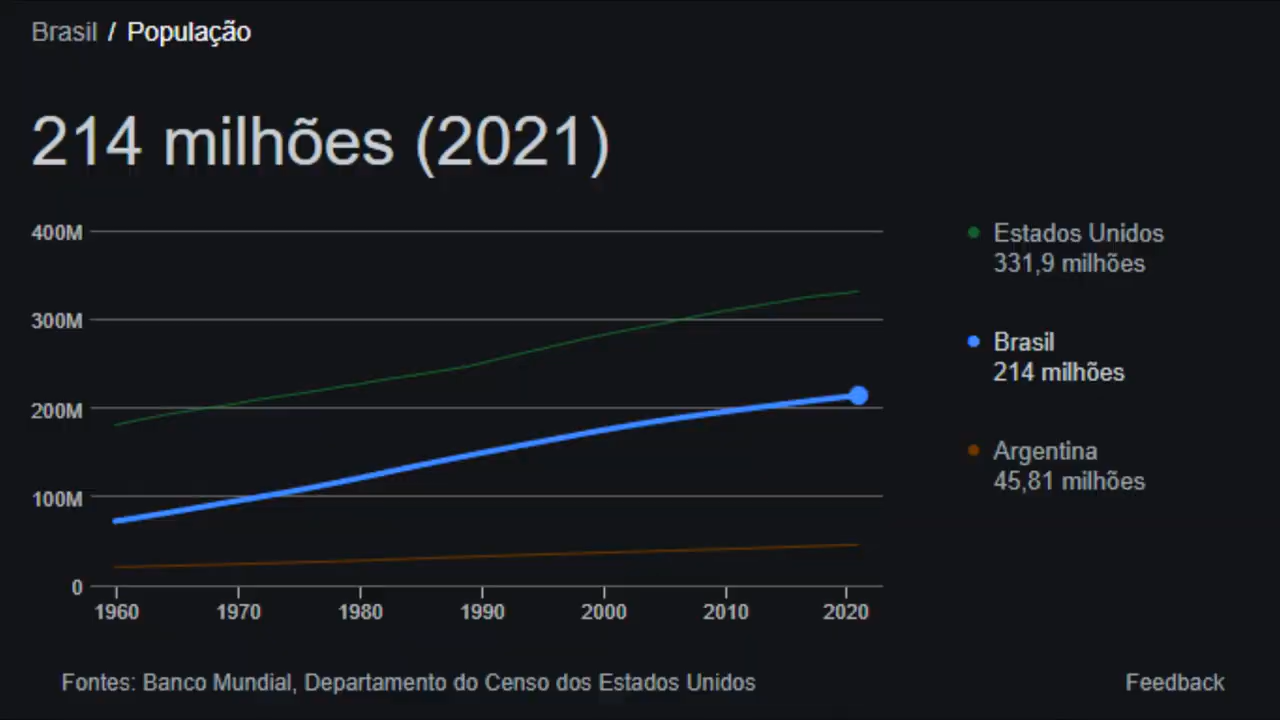 Brasil / População
214 milhões (2021)
400M
300M
200M
100M
0
1960 1970 1980 1990 2000 2010 2020
Estados Unidos
331,9 milhões
Brasil
214 milhões
Argentina
45,81 milhões
Fontes: Banco Mundial, Departamento do Censo dos Estados Unidos
Feedback